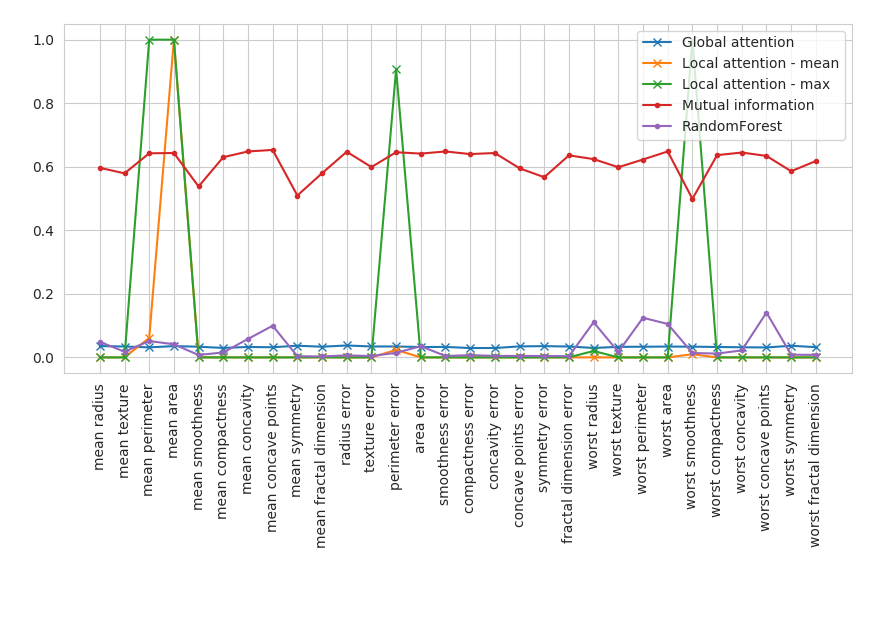 1.0
0.8
0.6
0.4
0.2
0.0
Global attention
Local attention - mean
Local attention - max
Mutual information
RandomForest
mean radius
mean texture
mean perimeter
mean area
mean smoothness
mean compactness
mean concavity
mean concave points
mean symmetry
mean fractal dimension
radius error
texture error
perimeter error
area error
smoothness error
compactness error
concavity error
concave points error
symmetry error
fractal dimension error
worst radius
worst texture
worst perimeter
worst area
worst smoothness
worst compactness
worst concavity
worst concave points
worst symmetry
worst fractal dimension